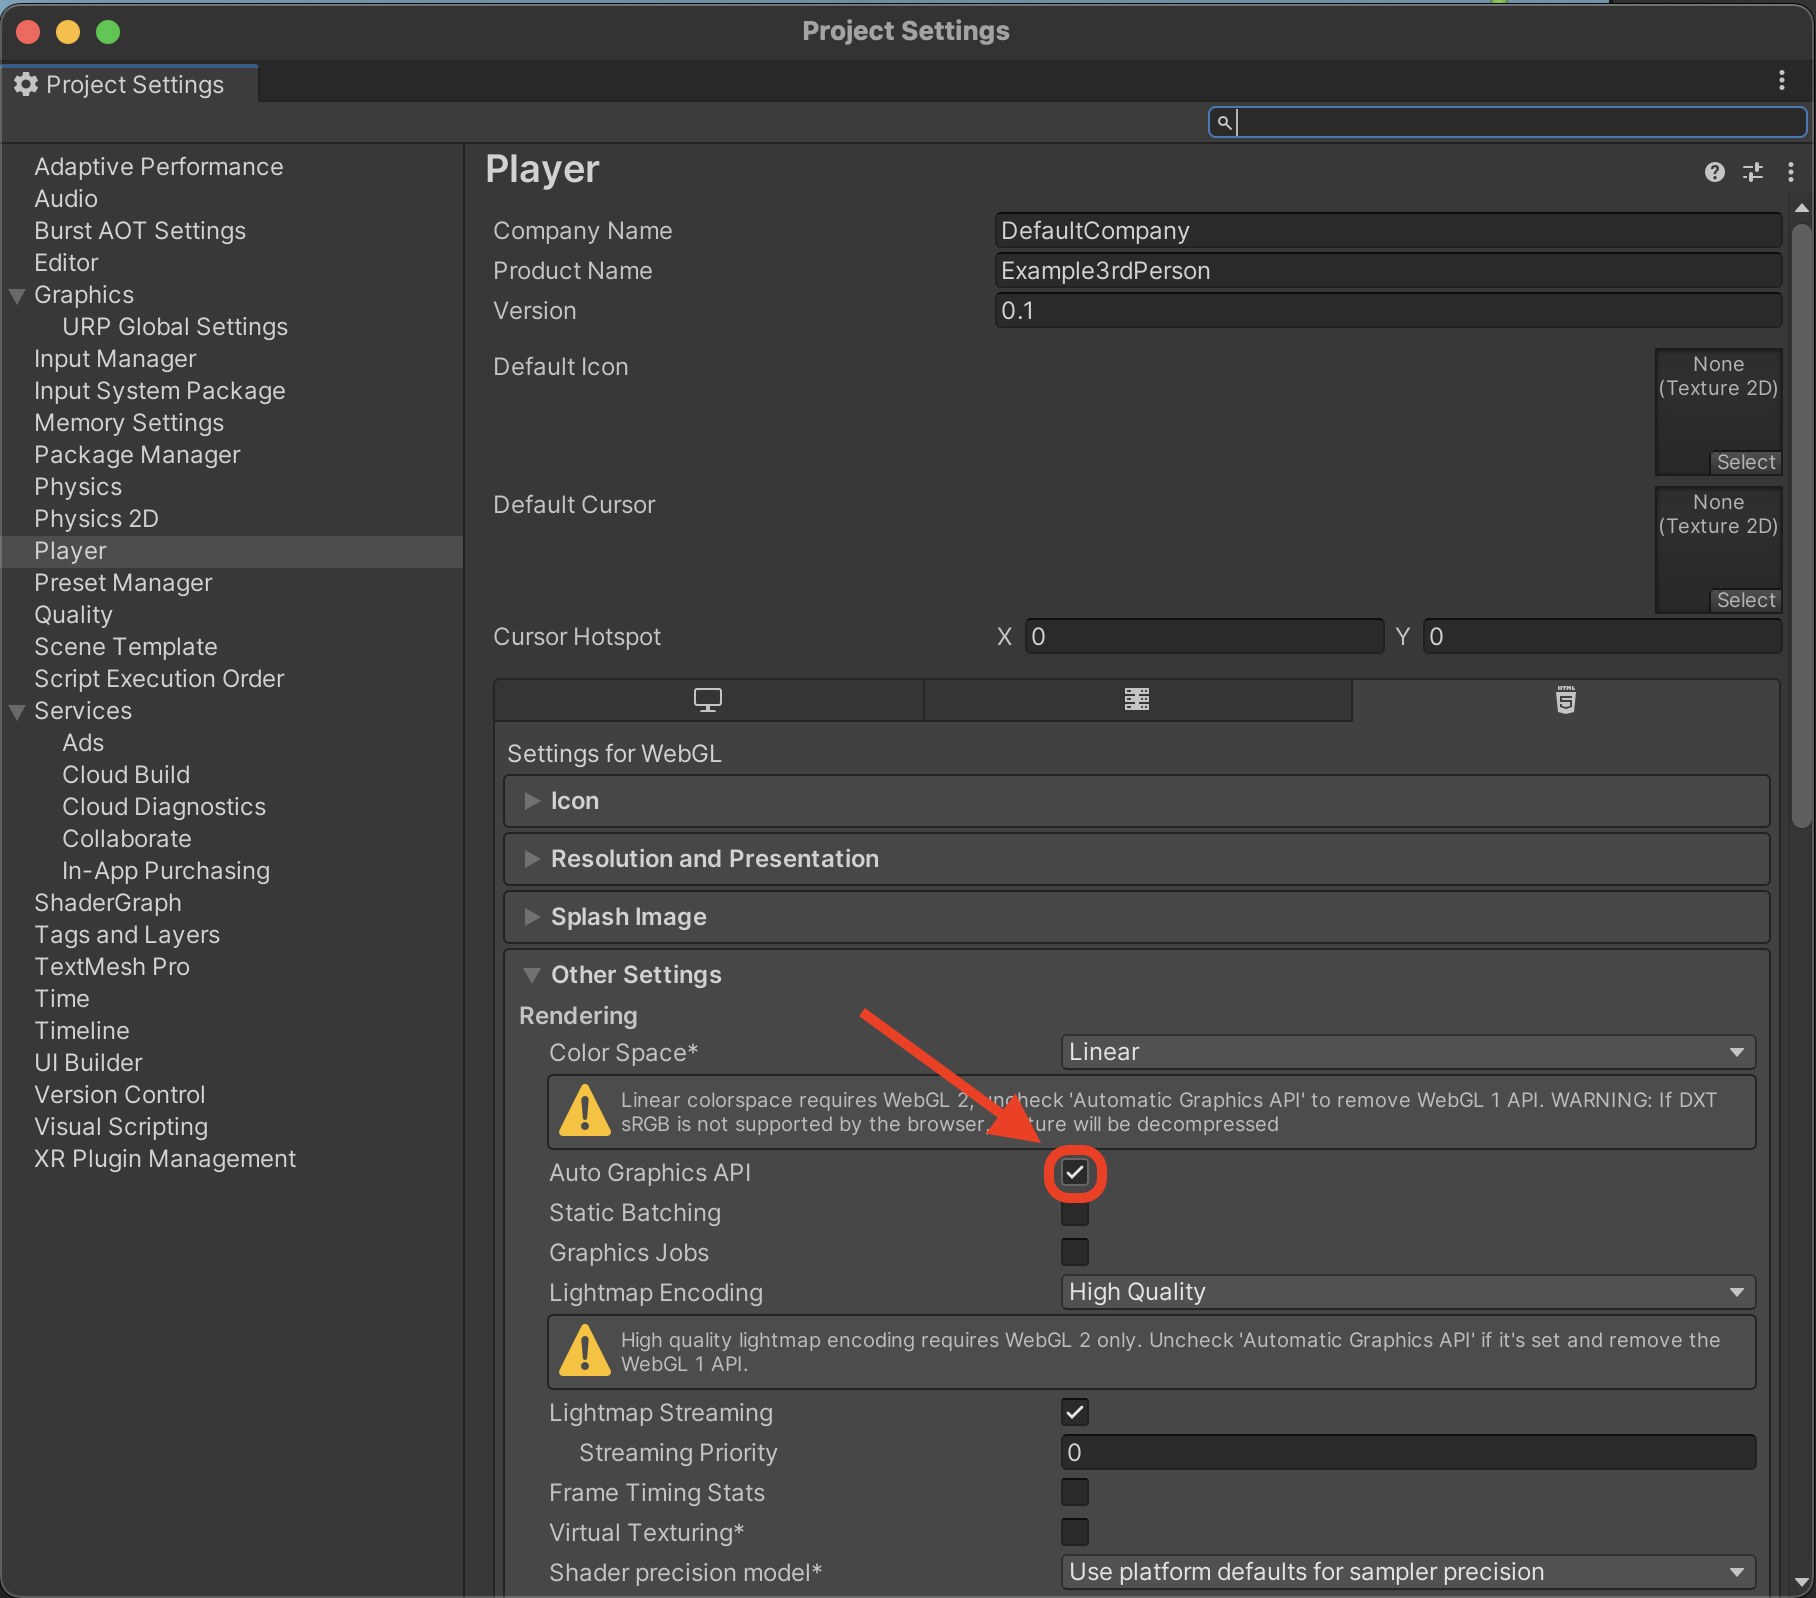 Project Settings
Project Settings
Adaptive Performance
Audio
Burst AOT Settings
Editor
Graphics
URP Global Settings
Input Manager
Input System Package
Memory Settings
Package Manager
Physics
Physics 2D
Player
Preset Manager
Quality
Scene Template
Script Execution Order
Services
Ads
Cloud Build
Cloud Diagnostics
Collaborate
In-App Purchasing
ShaderGraph
Tags and Layers
TextMesh Pro
Time
Timeline
UI Builder
Version Control
Visual Scripting
XR Plugin Management
Player
Company Name DefaultCompany
Product Name Example3rdPerson
Version 0.1
Default Icon
None
(Texture 2D)
Select
Default Cursor
None
(Texture 2D)
Select
Cursor Hotspot X 0 Y 0
HTML 5
Settings for WebGL
Icon
Resolution and Presentation
Splash Image
Other Settings
Rendering
Color Space* Linear
Linear colorspace requires WebGL 2, uncheck 'Automatic Graphics API' to remove WebGL 1 API. WARNING: If DXT
sRGB is not supported by the browser, texture will be decompressed
Auto Graphics API
Static Batching
Graphics Jobs
Lightmap Encoding High Quality
High quality lightmap encoding requires WebGL 2 only. Uncheck 'Automatic Graphics API' if it's set and remove the
WebGL 1 API.
Lightmap Streaming
Streaming Priority 0
Frame Timing Stats
Virtual Texturing*
Shader precision model* Use platform defaults for sampler precision